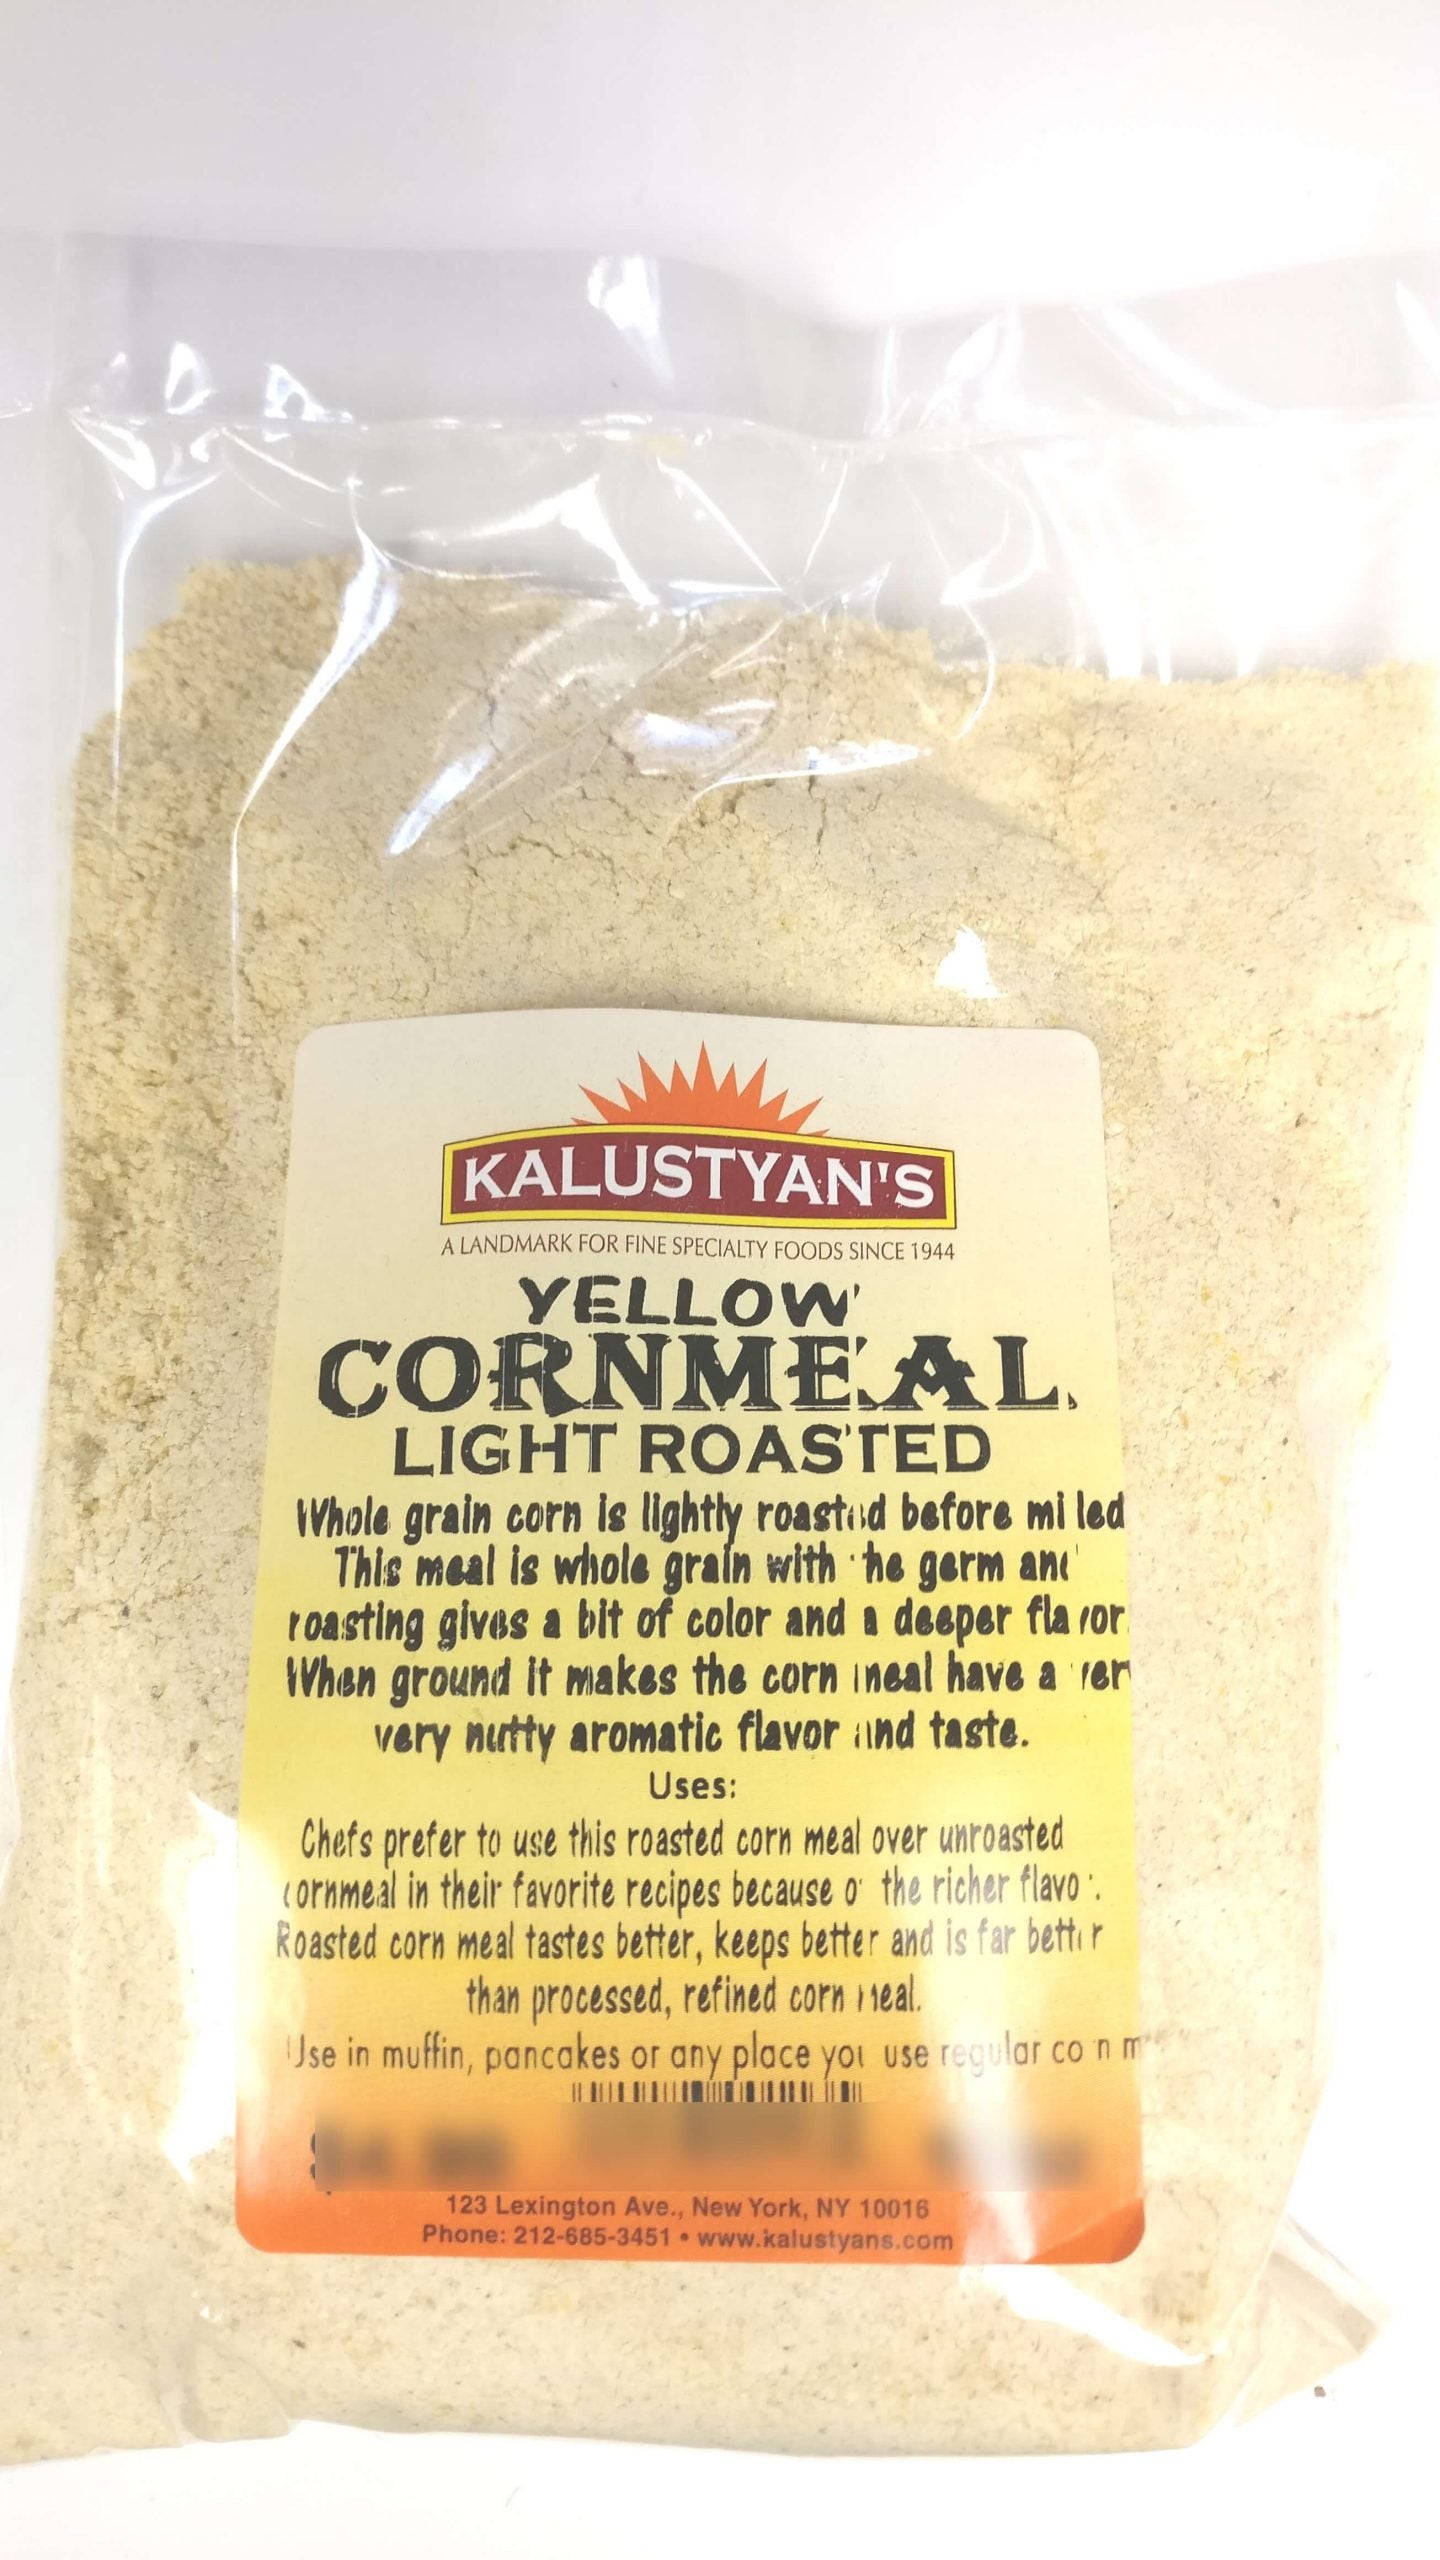 KALUSTYAN'S
A LANDMARK FOR FINE SPECIALTY FOODS SINCE 1944
YELLOW
CORNMEAL
LIGHT ROASTED
Whole grain corn is lightly roasted before milled
This meal is whole grain with the germ and
roasting gives a bit of color and a deeper flavor
When ground it makes the corn meal have a very
very nutty aromatic flavor and taste.
Uses:
Chefs prefer to use this roasted corn meal over unroasted
cornmeal in their favorite recipes because of the richer flavor.
Roasted corn meal tastes better, keeps better and is far better
than processed, refined corn meal.
Use in muffin, pancakes or any place you use regular corn m
123 Lexington Ave., New York, NY 10016
Phone: 212-685-3451 • www.kalustyans.com